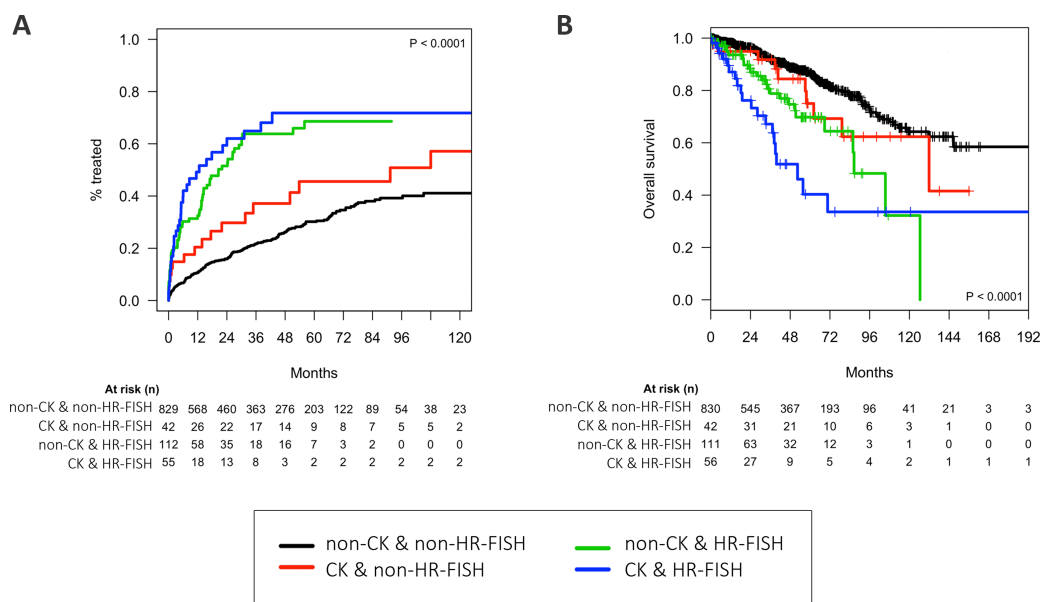 A
P < 0.0001
1.0
0.8
0.6
0.4
0.2
0.0
% treated
0 12 24 36 48 60 72 84 96 120
Months
At risk (n)
non-CK & non-HR-FISH 829 568 460 363 276 203 122 89 54 38 23
CK & non-HR-FISH 42 26 22 17 14 9 8 7 5 5 2
non-CK & HR-FISH 112 58 35 18 16 7 3 2 0 0 0
CK & HR-FISH 55 18 13 8 3 2 2 2 2 2 2
B
1.0
0.8
0.6
0.4
0.2
0.0
Overall survival
P < 0.0001
0 24 48 72 96 120 144 168 192
Months
At risk (n)
non-CK & non-HR-FISH 830 545 367 193 96 41 21 3 3
CK & non-HR-FISH 42 31 21 10 6 3 1 0 0
non-CK & HR-FISH 111 63 32 12 3 1 0 0 0
CK & HR-FISH 56 27 9 5 4 2 1 1 1
non-CK & non-HR-FISH
CK & non-HR-FISH
non-CK & HR-FISH
CK & HR-FISH